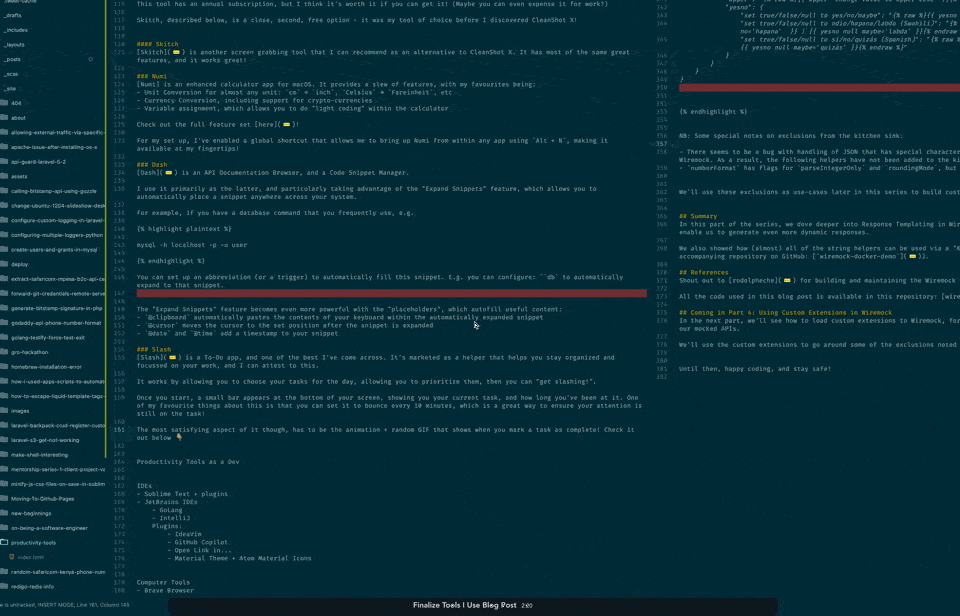 This tool has an annual subscription, but I think it's worth it if you can get it! (Maybe you can even expense it for work?)
Skitch, described below, is a close, second, free option - it was my tool of choice before I discovered CleanShot X!
#### Skitch
[Skitch]( ) is another screen grabbing tool that I can recommend as an alternative to CleanShot X. It has most of the same great
features, and it works great!
### Numi
[Numi] is an enhanced calculator app for macOS. It provides a slew of features, with my favourites being:
- Unit Conversion for almost any unit: `cm` + `inch`, `Celsius` + `Farenheit`, etc
- Currency Conversion, including support for crypto-currencies
- Variable assignment, which allows you to do "light coding" within the calculator
Check out the full feature set [here]( )!
For my set up, I've enabled a global shortcut that allows me to bring up Numi from within any app using `Alt + N`, making it
available at my fingertips!
### Dash
[Dash]( ) is an API Documentation Browser, and a Code Snippet Manager.
I use it primarily as the latter, and particularly taking advantage of the "Expand Snippets" feature, which allows you to
automatically place a snippet anywhere across your system.
For example, if you have a database command that you frequently use, e.g.
{% highlight plaintext %}
mysql -h localhost -p -u user
{% endhighlight %}
You can set up an abbreviation (or a trigger) to automatically fill this snippet. E.g. you can configure: ``db` to automatically
expand to that snippet.
The "Expand Snippets" feature becomes even more powerful with the "placeholders", which autofill useful content:
- `@clipboard` automatically pastes the contents of your keyboard within the automatically expanded snippet
- `@cursor` moves the cursor to the set position after the snippet is expanded
- `@date` and `@time` add a timestamp to your snippet
### Slash
[Slash]( ) is a To-Do app, and one of the best I've come across. It's marketed as a helper that helps you stay organized and
focussed on your work, and I can attest to this.
It works by allowing you to choose your tasks for the day, allowing you to prioritize them, then you can "get slashing!".
Once you start, a small bar appears at the bottom of your screen, showing you your current task, and how long you've been at it. One
of my favourite things about this is that you can set it to bounce every 10 minutes, which is a great way to ensure your attention is
still on the task!
The most satisfying aspect of it though, has to be the animation + random GIF that shows when you mark a task as complete! Check it
out below 👇🏽
Productivity Tools as a Dev
IDEs
- Sublime Text + plugins
- JetBrains IDEs
- GoLang
- IntelliJ
Plugins:
- IdeaVim
- GitHub Copilot
- Open Link in...
- Material Theme + Atom Material Icons
Computer Tools
- Brave Browser
_includes
_layouts
_posts
_scss
_site
404
about
allowing-external-traffic-via-specific-
apache-issue-after-installing-os-x
api-guard-laravel-5-2
assets
calling-bitstamp-api-using-guzzle
change-ubuntu-1204-slideshow-desk
configure-custom-logging-in-laravel-
configuring-multiple-loggers-python
create-users-and-grants-in-mysql
deploy
extract-safaricom-mpesa-b2c-api-ce
forward-git-credentials-remote-serve
generate-bitstamp-signature-in-php
godaddy-api-phone-number-format
golang-testify-force-test-exit
grs-hackathon
homebrew-installation-error
how-i-used-apps-scripts-to-automat
how-to-escape-liquid-template-tags-
images
laravel-backpack-crud-register-custo
laravel-s3-get-not-working
make-shell-interesting
mentorship-series-1-client-project-va
minify-js-css-files-on-save-in-sublim
Moving-To-Github-Pages
new-beginnings
on-being-a-software-engineer
productivity-tools
index.html
random-safaricom-kenya-phone-num
redigo-redis-info
"yesno": {
"set true/false/null to yes/no/maybe": "{% raw %}{{ yesno
"set true/false/null to odio/hapana/labda (Swahili)": "{%
no='hapana'
"set true/false/null to si/no/quizás (Spanish)": "{% raw
{{ yesno null maybe='quizás' }}{% endraw %}"
}
}
}
}
{% endhighlight %}
NB: Some special notes on exclusions from the kitchen sink:
- There seems to be a bug with handling of JSON that has special character
Wiremock. As a result, the following helpers have not been added to the ki
- `numberFormat` has flags for `parseIntegerOnly` and `roundingMode`, but
We'll use these exclusions as use-cases later in this series to build cust
## Summary
In this part of the series, we dove deeper into Response Templating in Wir
enable us to generate even more dynamic responses.
We also showed how (almost) all of the string helpers can be used via a "K
accompanying repository on GitHub: [`wiremock-docker-demo`]( ).
## References
Shout out to [rodolpheche]( ) for building and maintaining the Wiremock
All the code used in this blog post is available in this repository: [wire
## Coming in Part 4: Using Custom Extensions in Wiremock
In the next part, we'll see how to load custom extensions to Wiremock, for
our mocked APIs.
We'll use the custom extensions to go around some of the exclusions noted
Until then, happy coding, and stay safe!
e is untracked, INSERT MODE, Line 161, Column 145
Finalize Tools I Use Blog Post 2:20